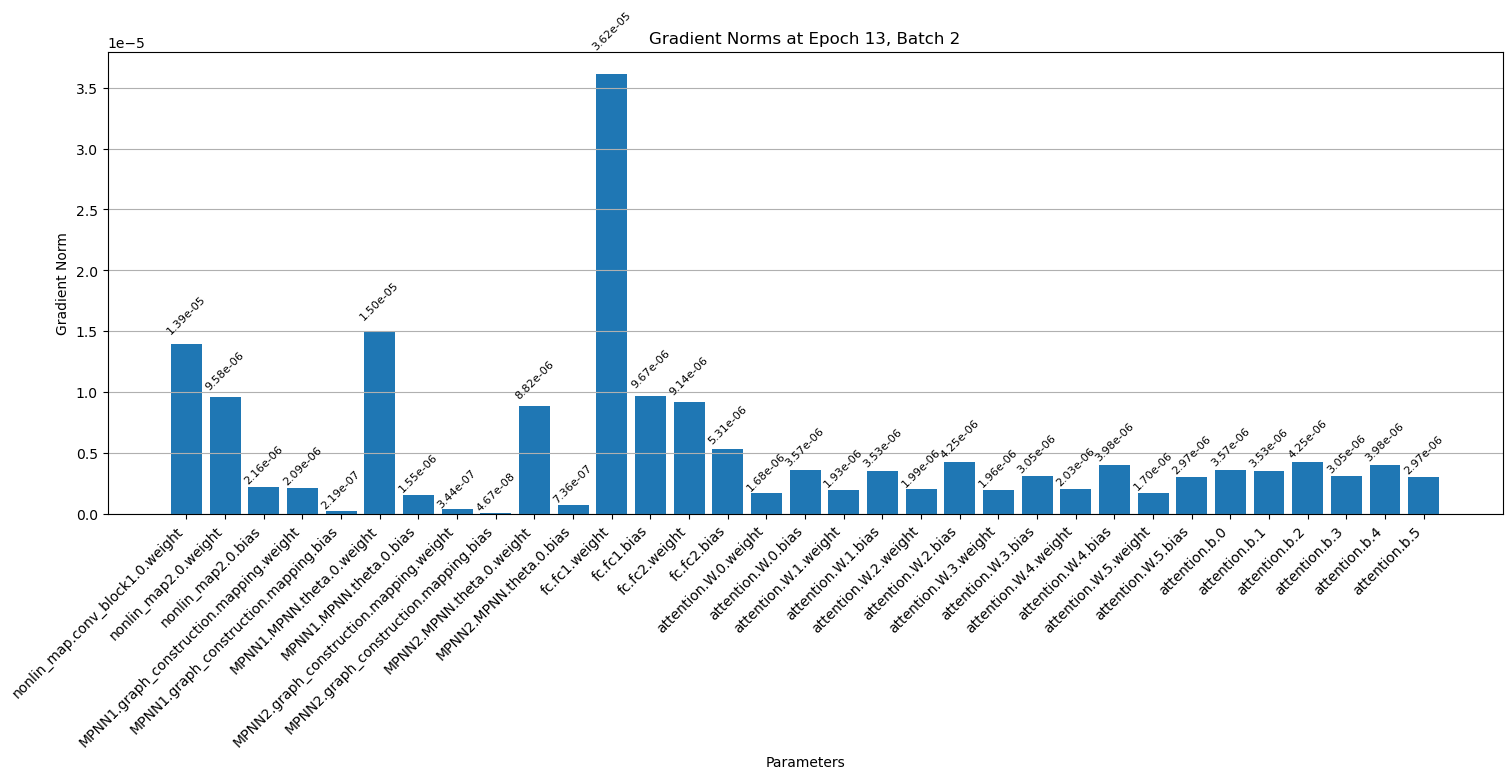 Gradient Norms at Epoch 13, Batch 2
1e−5
Gradient Norm
3.5
3.0
2.5
2.0
1.5
1.0
0.5
0.0
1.39e-05
9.58e-06
2.16e-06
2.09e-06
2.19e-07
1.50e-05
1.55e-06
3.44e-07
4.67e-08
8.82e-06
7.36e-07
3.62e-05
9.67e-06
9.14e-06
5.31e-06
1.68e-06
3.57e-06
1.93e-06
3.53e-06
1.99e-06
4.25e-06
1.96e-06
3.05e-06
2.03e-06
3.98e-06
1.70e-06
2.97e-06
3.57e-06
3.53e-06
4.25e-06
3.05e-06
3.98e-06
2.97e-06
nonlin_map.conv_block1.0.weight
nonlin_map2.0.weight
nonlin_map2.0.bias
MPNN1.graph_construction.mapping.weight
MPNN1.graph_construction.mapping.bias
MPNN1.MPNN.theta.0.weight
MPNN1.MPNN.theta.0.bias
MPNN2.graph_construction.mapping.weight
MPNN2.graph_construction.mapping.bias
MPNN2.MPNN.theta.0.weight
MPNN2.MPNN.theta.0.bias
fc.fc1.weight
fc.fc1.bias
fc.fc2.weight
fc.fc2.bias
attention.W.0.weight
attention.W.0.bias
attention.W.1.weight
attention.W.1.bias
attention.W.2.weight
attention.W.2.bias
attention.W.3.weight
attention.W.3.bias
attention.W.4.weight
attention.W.4.bias
attention.W.5.weight
attention.W.5.bias
attention.b.0
attention.b.1
attention.b.2
attention.b.3
attention.b.4
attention.b.5
Parameters